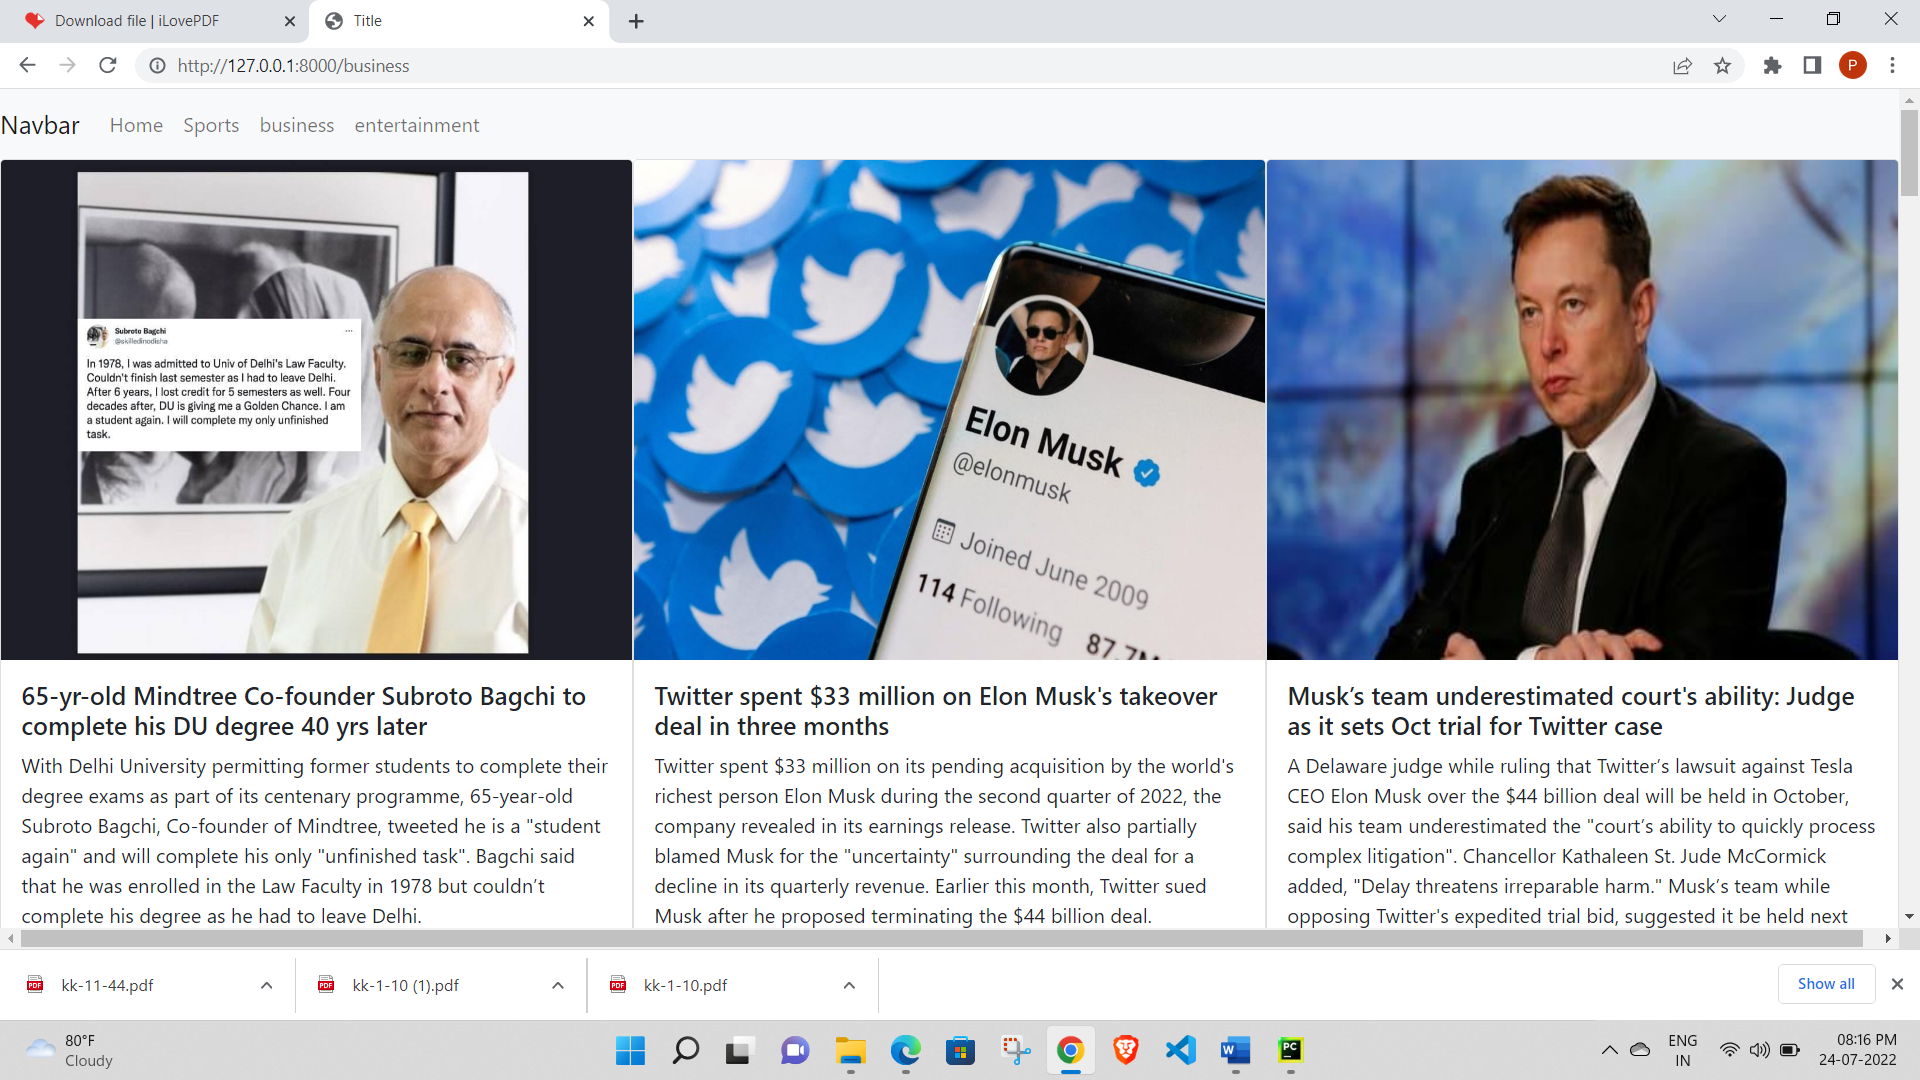 Download file | iLovePDF
Title
http://127.0.0.1:8000/business
P
Navbar Home Sports business entertainment
Subroto Bagchi
@skilledinodisha
In 1978, I was admitted to Univ of Delhi's Law Faculty.
Couldn't finish last semester as I had to leave Delhi.
After 6 years, I lost credit for 5 semesters as well. Four
decades after, DU is giving me a Golden Chance. I am
a student again. I will complete my only unfinished
task.
Elon Musk
@elonmusk
Joined June 2009
114 Following 87.7M
65-yr-old Mindtree Co-founder Subroto Bagchi to
complete his DU degree 40 yrs later
With Delhi University permitting former students to complete their
degree exams as part of its centenary programme, 65-year-old
Subroto Bagchi, Co-founder of Mindtree, tweeted he is a "student
again" and will complete his only "unfinished task". Bagchi said
that he was enrolled in the Law Faculty in 1978 but couldn’t
complete his degree as he had to leave Delhi.
Twitter spent $33 million on Elon Musk's takeover
deal in three months
Twitter spent $33 million on its pending acquisition by the world's
richest person Elon Musk during the second quarter of 2022, the
company revealed in its earnings release. Twitter also partially
blamed Musk for the "uncertainty" surrounding the deal for a
decline in its quarterly revenue. Earlier this month, Twitter sued
Musk after he proposed terminating the $44 billion deal.
Musk’s team underestimated court's ability: Judge
as it sets Oct trial for Twitter case
A Delaware judge while ruling that Twitter’s lawsuit against Tesla
CEO Elon Musk over the $44 billion deal will be held in October,
said his team underestimated the "court’s ability to quickly process
complex litigation". Chancellor Kathaleen St. Jude McCormick
added, "Delay threatens irreparable harm." Musk’s team while
opposing Twitter's expedited trial bid, suggested it be held next
PDF kk-11-44.pdf
PDF kk-1-10 (1).pdf
PDF kk-1-10.pdf
Show all
80°F
Cloudy
W
PC
ENG
IN
08:16 PM
24-07-2022